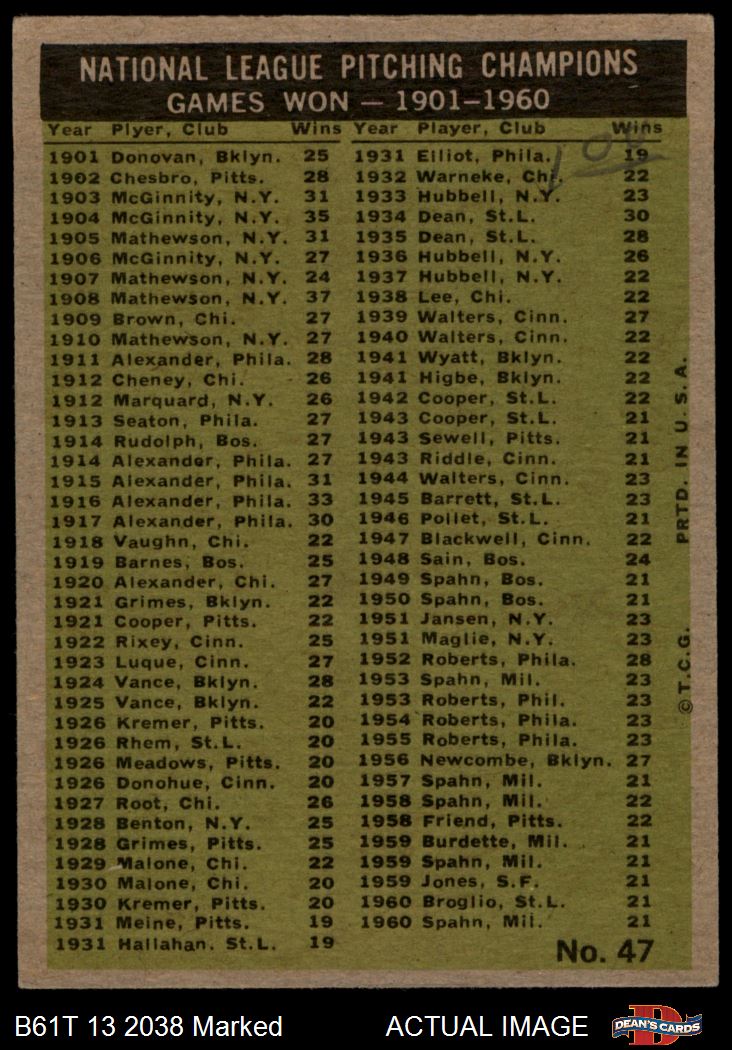 NATIONAL LEAGUE PITCHING CHAMPIONS
GAMES WON — 1901-1960
Year Plyer, Club Wins
1901 Donovan, Bklyn. 25
1902 Chesbro, Pitts. 28
1903 McGinnity, N.Y. 31
1904 McGinnity, N.Y. 35
1905 Mathewson, N.Y. 31
1906 McGinnity, N.Y. 27
1907 Mathewson, N.Y. 24
1908 Mathewson, N.Y. 37
1909 Brown, Chi. 27
1910 Mathewson, N.Y. 27
1911 Alexander, Phila. 28
1912 Cheney, Chi. 26
1912 Marquard, N.Y. 26
1913 Seaton, Phila. 27
1914 Rudolph, Bos. 27
1914 Alexander, Phila. 27
1915 Alexander, Phila. 31
1916 Alexander, Phila. 33
1917 Alexander, Phila. 30
1918 Vaughn, Chi. 22
1919 Barnes, Bos. 25
1920 Alexander, Chi. 27
1921 Grimes, Bklyn. 22
1921 Cooper, Pitts. 22
1922 Rixey, Cinn. 25
1923 Luque, Cinn. 27
1924 Vance, Bklyn. 28
1925 Vance, Bklyn. 22
1926 Kremer, Pitts. 20
1926 Rhem, St.L. 20
1926 Meadows, Pitts. 20
1926 Donohue, Cinn. 20
1927 Root, Chi. 26
1928 Benton, N.Y. 25
1928 Grimes, Pitts. 25
1929 Malone, Chi. 22
1930 Malone, Chi. 20
1930 Kremer, Pitts. 20
1931 Meine, Pitts. 19
1931 Hallahan. St.L. 19
Year Player, Club Wins
1931 Elliot, Phila. 19
1932 Warneke, Chi. 22
1933 Hubbell, N.Y. 23
1934 Dean, St.L. 30
1935 Dean, St.L. 28
1936 Hubbell, N.Y. 26
1937 Hubbell, N.Y. 22
1938 Lee, Chi. 22
1939 Walters, Cinn. 27
1940 Walters, Cinn. 22
1941 Wyatt, Bklyn. 22
1941 Higbe, Bklyn. 22
1942 Cooper, St.L. 22
1943 Cooper, St.L. 21
1943 Sewell, Pitts. 21
1943 Riddle, Cinn. 21
1944 Walters, Cinn. 23
1945 Barrett, St.L. 23
1946 Pollet, St.L. 21
1947 Blackwell, Cinn. 22
1948 Sain, Bos. 24
1949 Spahn, Bos. 21
1950 Spahn, Bos. 21
1951 Jansen, N.Y. 23
1951 Maglie, N.Y. 23
1952 Roberts, Phila. 28
1953 Spahn, Mil. 23
1953 Roberts, Phil. 23
1954 Roberts, Phila. 23
1955 Roberts, Phila. 23
1956 Newcombe, Bklyn. 27
1957 Spahn, Mil. 21
1958 Spahn, Mil. 22
1958 Friend, Pitts. 22
1959 Burdette, Mil. 21
1959 Spahn, Mil. 21
1959 Jones, S.F. 21
1960 Broglio, St.L. 21
1960 Spahn, Mil. 21
No. 47
© T.C.G. PRTD. IN U.S.A.
B61T 13 2038 Marked ACTUAL IMAGE
DEAN'S CARDS